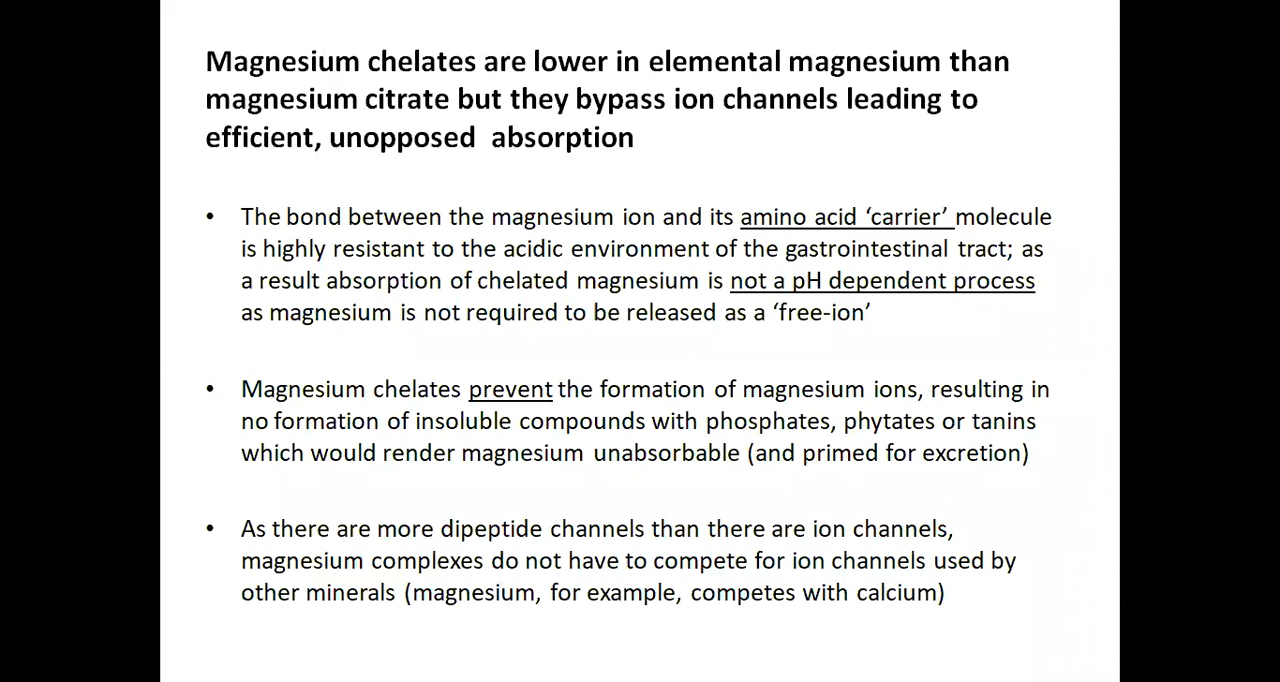 Magnesium chelates are lower in elemental magnesium than
magnesium citrate but they bypass ion channels leading to
efficient, unopposed absorption
• The bond between the magnesium ion and its amino acid ‘carrier’ molecule
is highly resistant to the acidic environment of the gastrointestinal tract; as
a result absorption of chelated magnesium is not a pH dependent process
as magnesium is not required to be released as a ‘free-ion’
• Magnesium chelates prevent the formation of magnesium ions, resulting in
no formation of insoluble compounds with phosphates, phytates or tanins
which would render magnesium unabsorbable (and primed for excretion)
• As there are more dipeptide channels than there are ion channels,
magnesium complexes do not have to compete for ion channels used by
other minerals (magnesium, for example, competes with calcium)